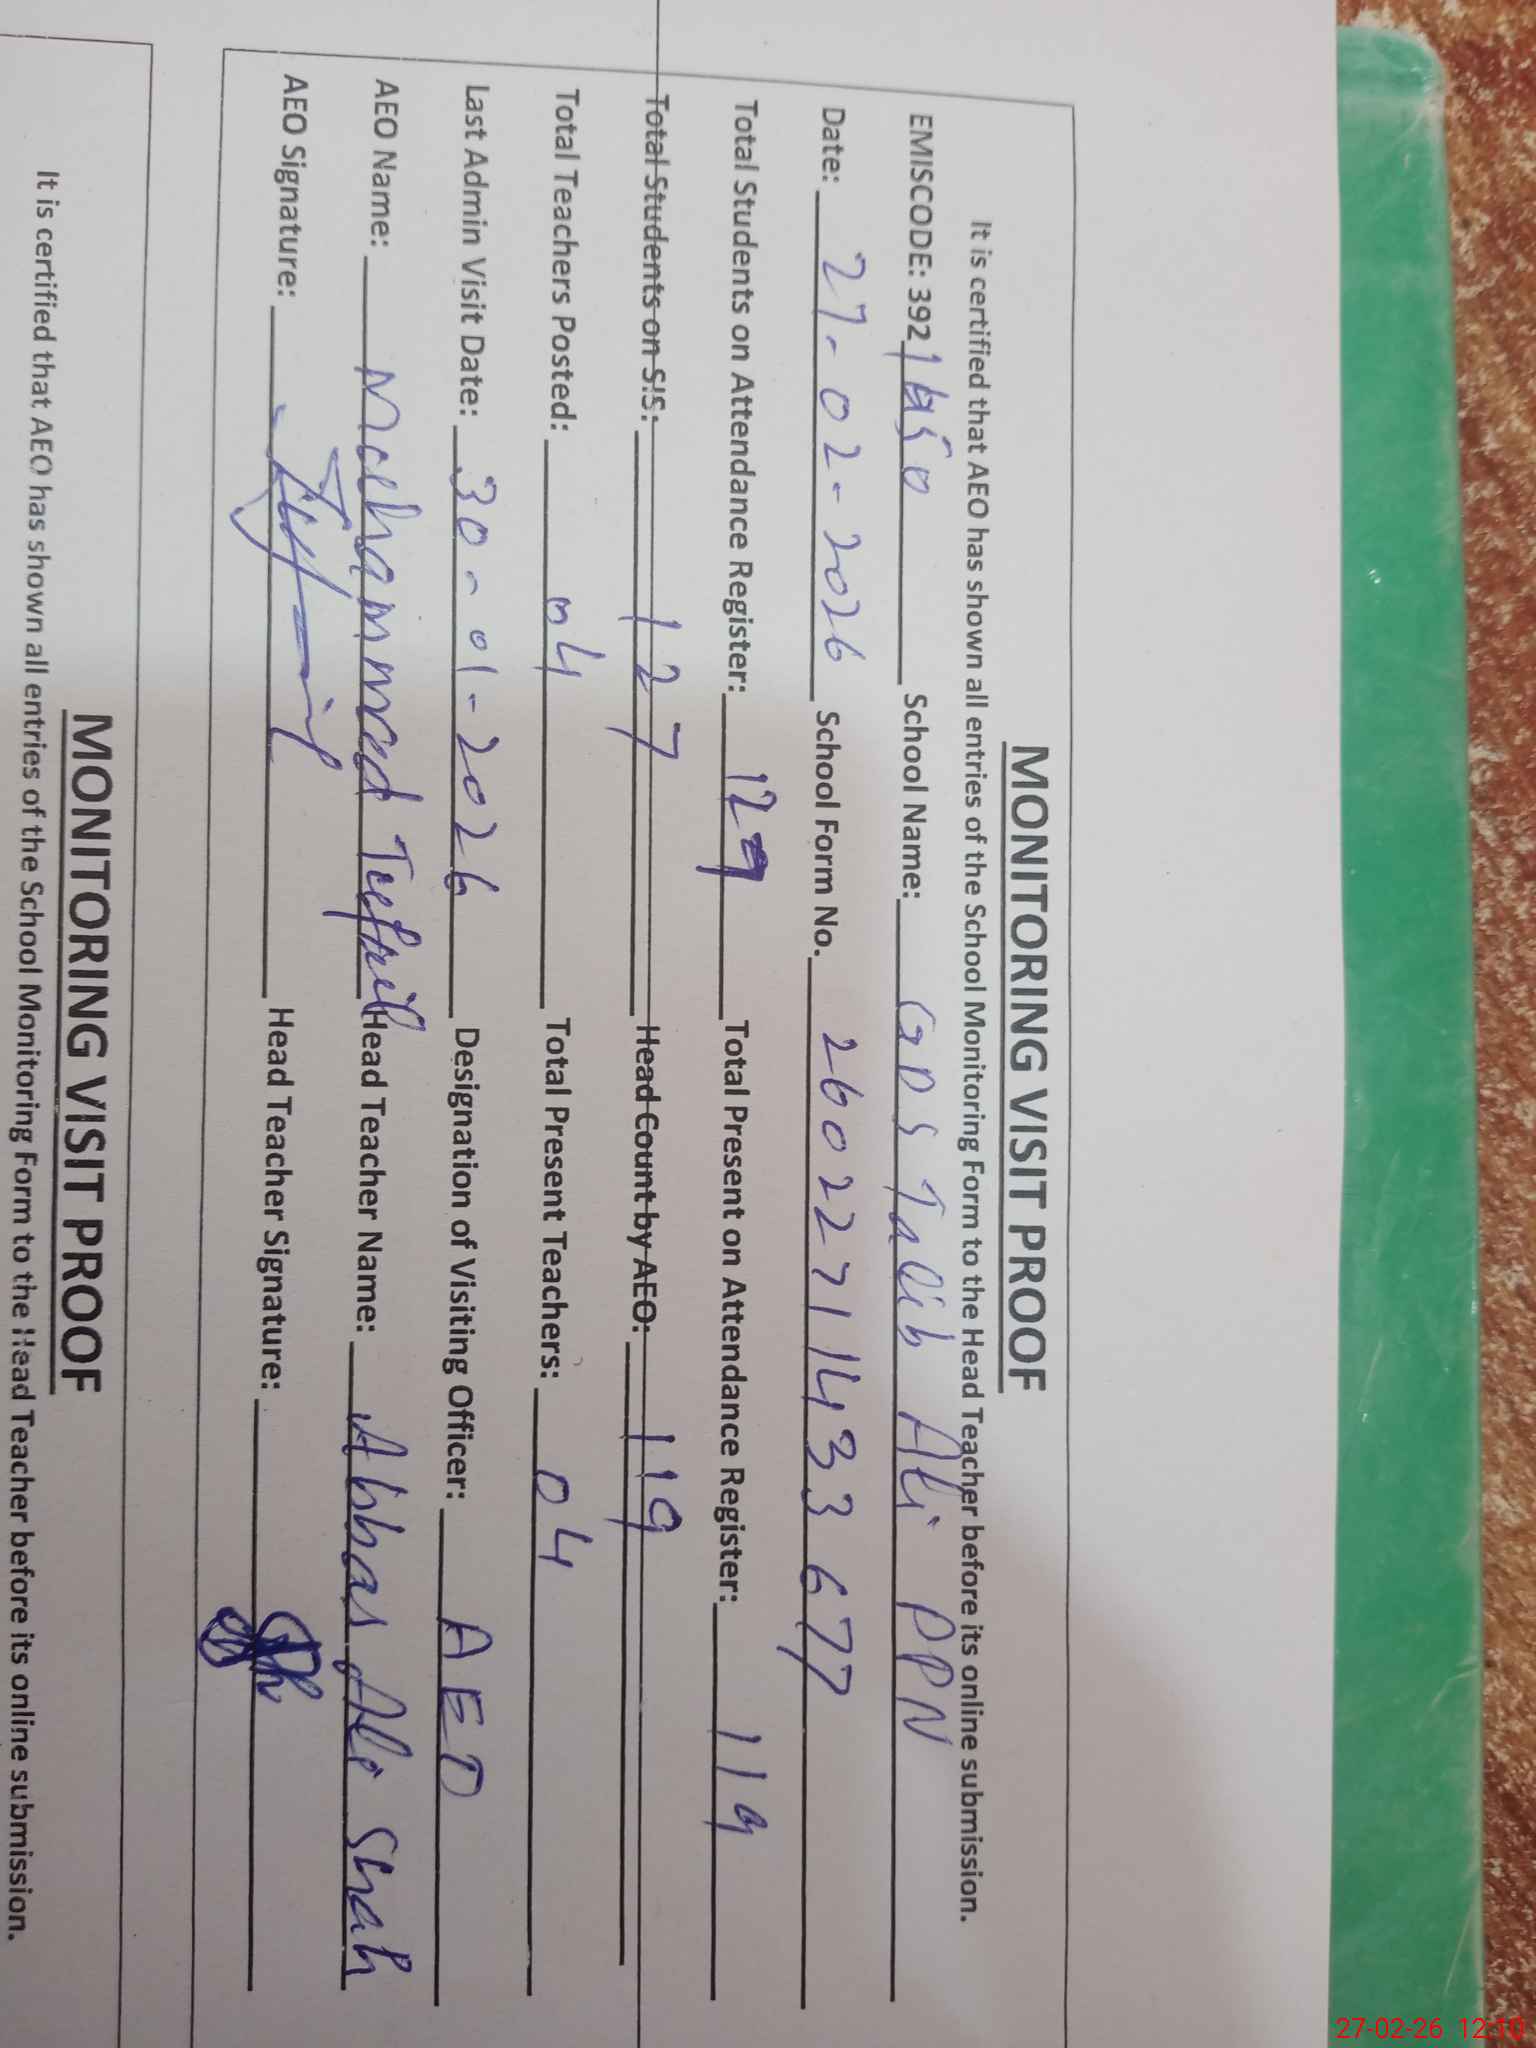 MONITORING VISIT PROOF
It is certified that AEO has shown all entries of the School Monitoring Form to the Head Teacher before its online submission.
EMISCODE: 392 School Name: GPS Talib Ali PPN
Date: 27-02-2026 School Form No. 26022711433677
Total Students on Attendance Register: 129 Total Present on Attendance Register: 119
Total Students on SIS: 127 Head Count by AEO: 119
Total Teachers Posted: 04 Total Present Teachers: 04
Last Admin Visit Date: 30-01-2026 Designation of Visiting Officer: AEO
AEO Name: Mohammad Tufail Head Teacher Name: Abbas Ali Shah
AEO Signature: Head Teacher Signature:
MONITORING VISIT PROOF
It is certified that AEO has shown all entries of the School Monitoring Form to the Head Teacher before its online submission.
27-02-26 12:10